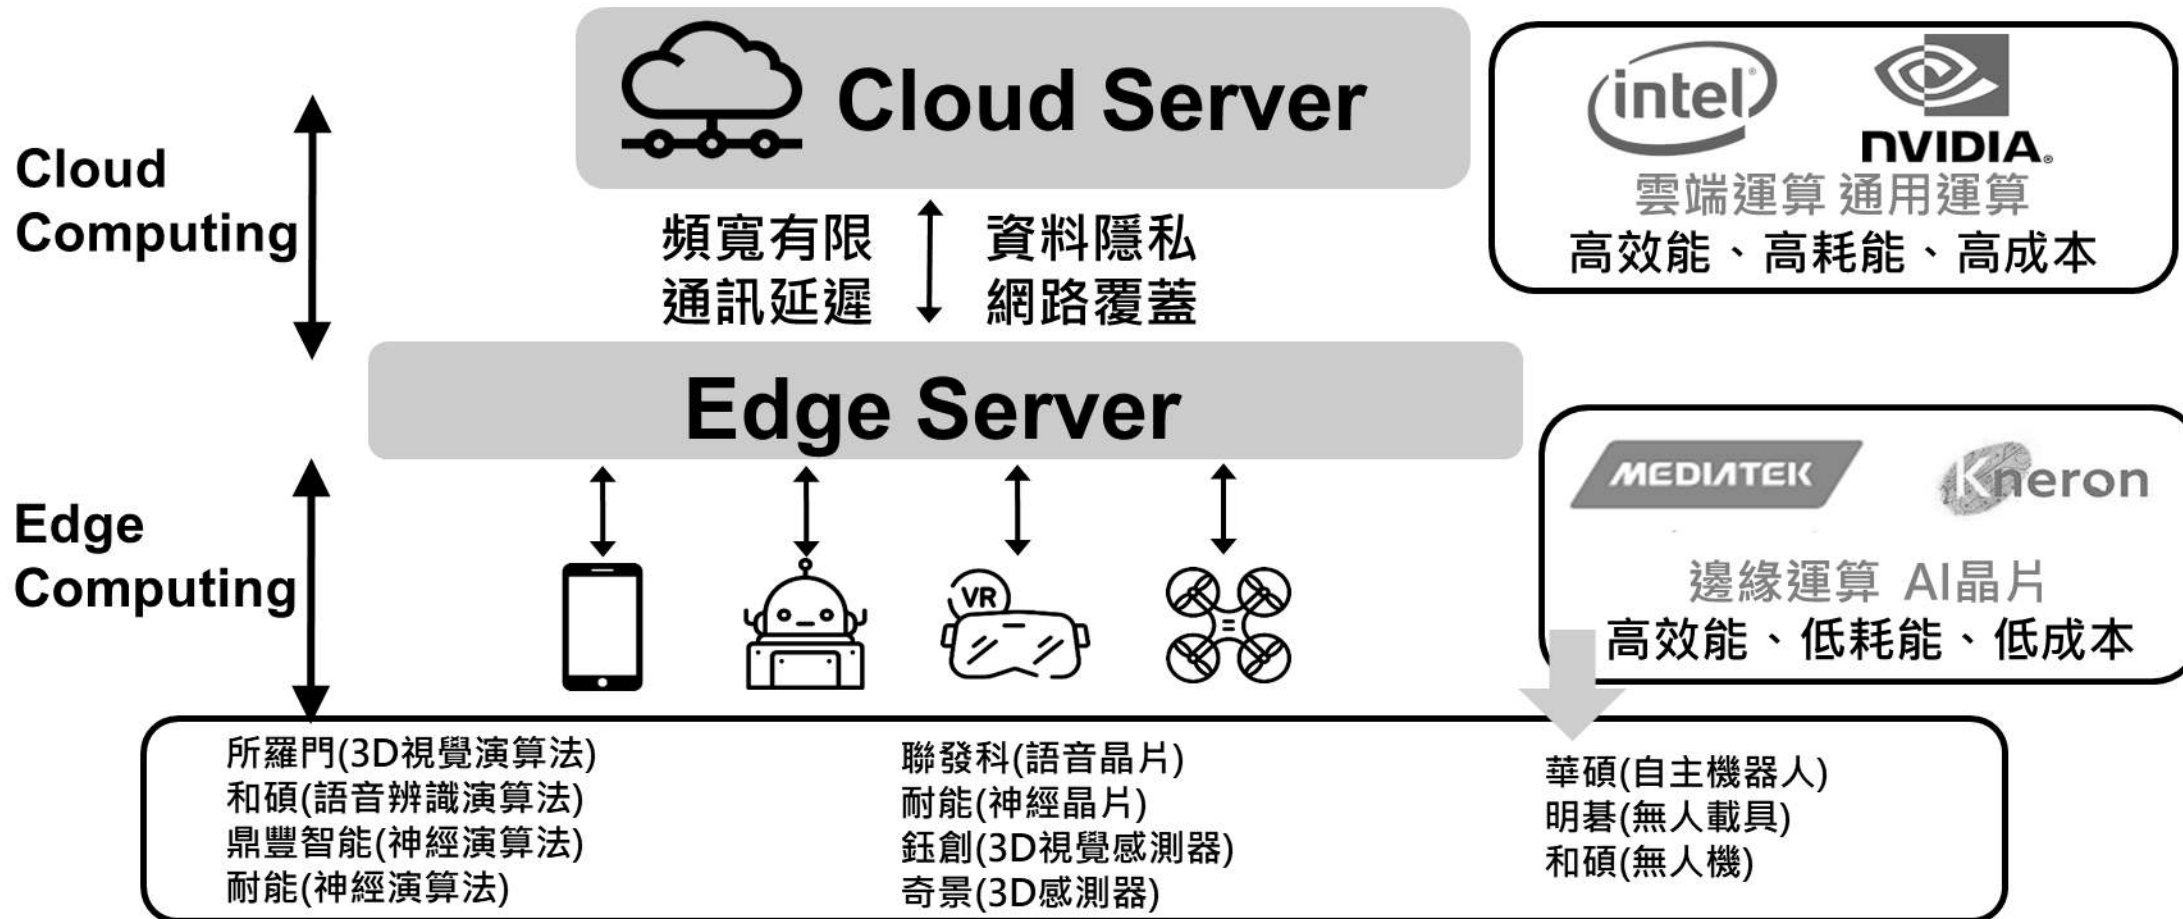 Cloud Server
intel
NVIDIA
雲端運算 通用運算
高效能、高耗能、高成本
Cloud
Computing
頻寬有限
通訊延遲
資料隱私
網路覆蓋
Edge Server
MEDIATEK
Kneron
邊緣運算 AI晶片
高效能、低耗能、低成本
Edge
Computing
VR
所羅門(3D視覺演算法)
和碩(語音辨識演算法)
鼎豐智能(神經演算法)
耐能(神經演算法)
聯發科(語音晶片)
耐能(神經晶片)
鈺創(3D視覺感測器)
奇景(3D感測器)
華碩(自主機器人)
明碁(無人載具)
和碩(無人機)